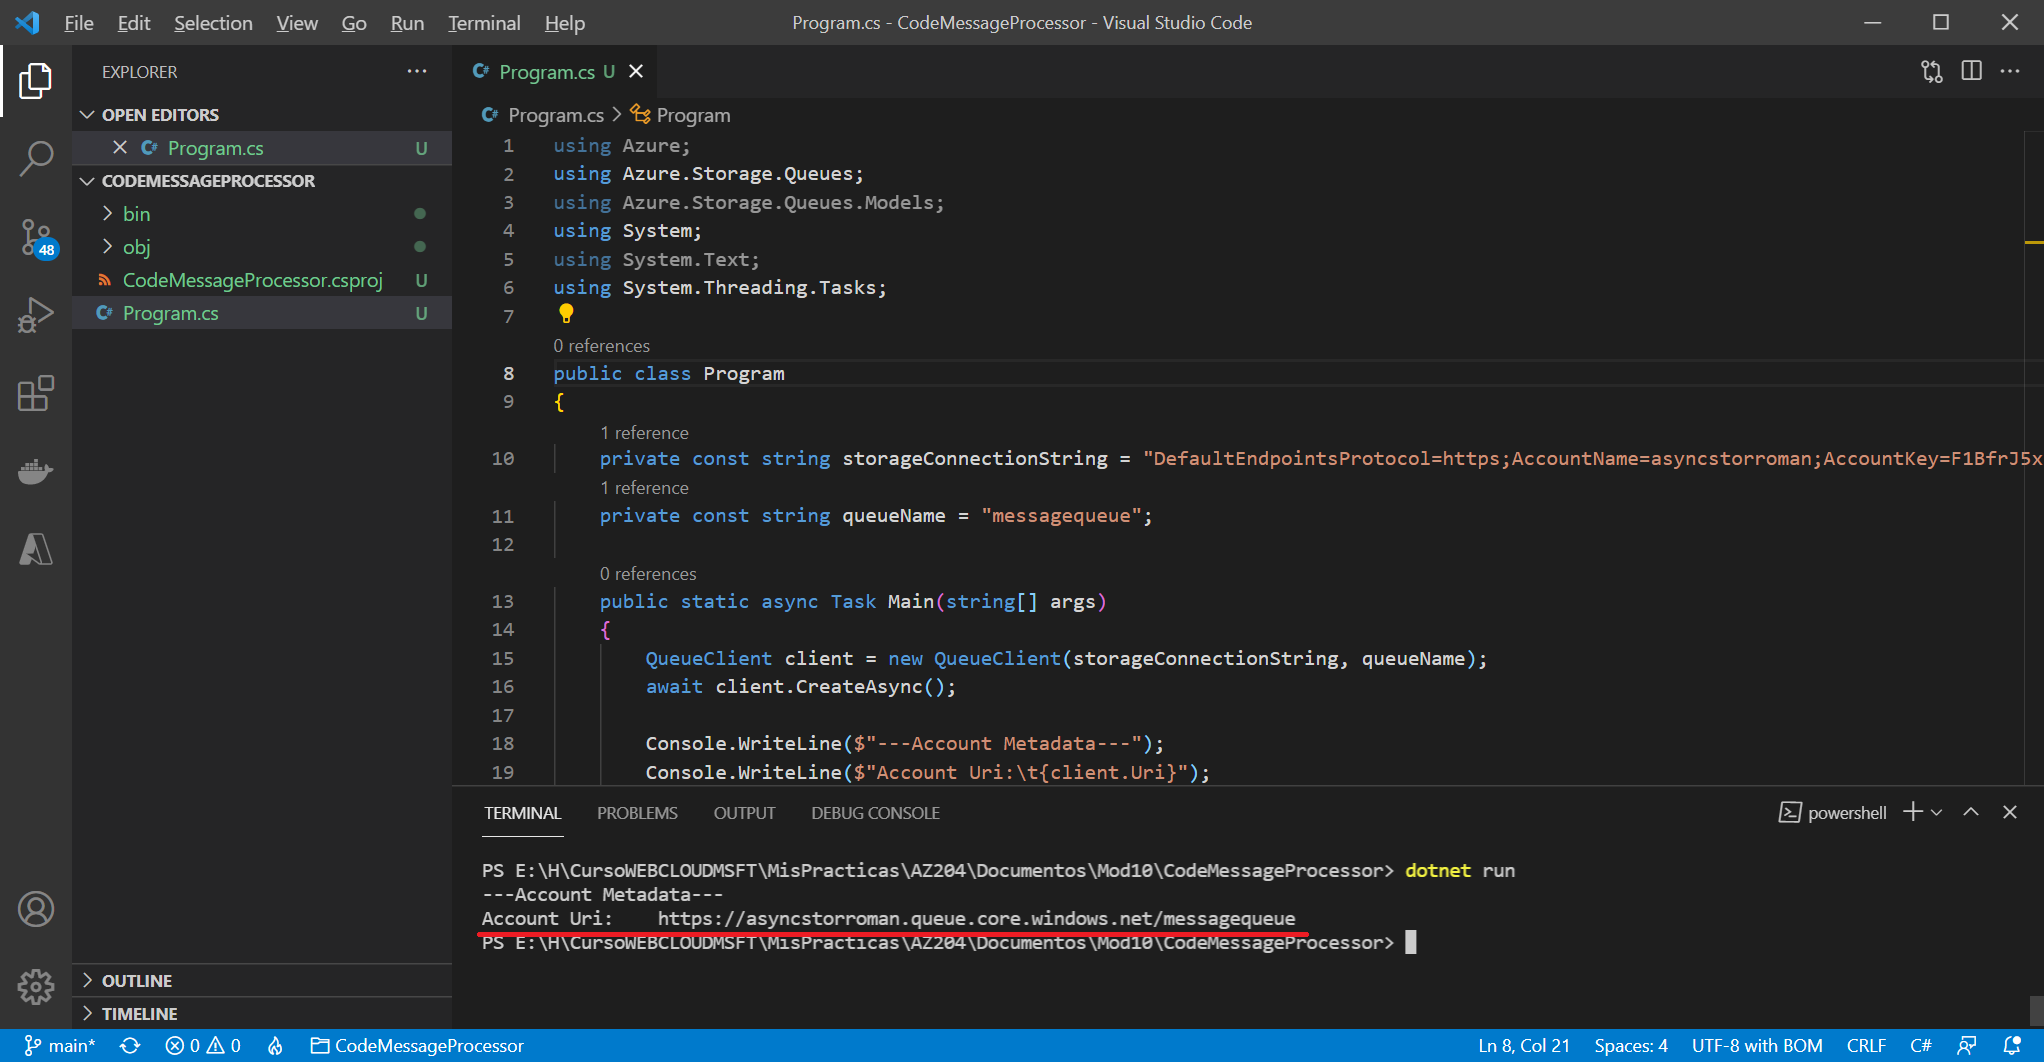 File Edit Selection View Go Run Terminal Help
Program.cs - CodeMessageProcessor - Visual Studio Code
EXPLORER
OPEN EDITORS
C# Program.cs U
CODEMESSAGEPROCESSOR
bin
obj
CodeMessageProcessor.csproj U
C# Program.cs U
48
OUTLINE
TIMELINE
C# Program.cs U
C# Program.cs > Program
1 using Azure;
2 using Azure.Storage.Queues;
3 using Azure.Storage.Queues.Models;
4 using System;
5 using System.Text;
6 using System.Threading.Tasks;
7
0 references
8 public class Program
9 {
1 reference
10 private const string storageConnectionString = "DefaultEndpointsProtocol=https;AccountName=asyncstorroman;AccountKey=F1BfrJ5x
1 reference
11 private const string queueName = "messagequeue";
12
0 references
13 public static async Task Main(string[] args)
14 {
15 QueueClient client = new QueueClient(storageConnectionString, queueName);
16 await client.CreateAsync();
17
18 Console.WriteLine($"---Account Metadata---");
19 Console.WriteLine($"Account Uri:\t{client.Uri}");
TERMINAL PROBLEMS OUTPUT DEBUG CONSOLE
powershell
PS E:\H\CursoWEBCLOUDMSFT\MisPracticas\AZ204\Documentos\Mod10\CodeMessageProcessor> dotnet run
---Account Metadata---
Account Uri: https://asyncstorroman.queue.core.windows.net/messagequeue
PS E:\H\CursoWEBCLOUDMSFT\MisPracticas\AZ204\Documentos\Mod10\CodeMessageProcessor>
main* 0 0 CodeMessageProcessor
Ln 8, Col 21 Spaces: 4 UTF-8 with BOM CRLF C#